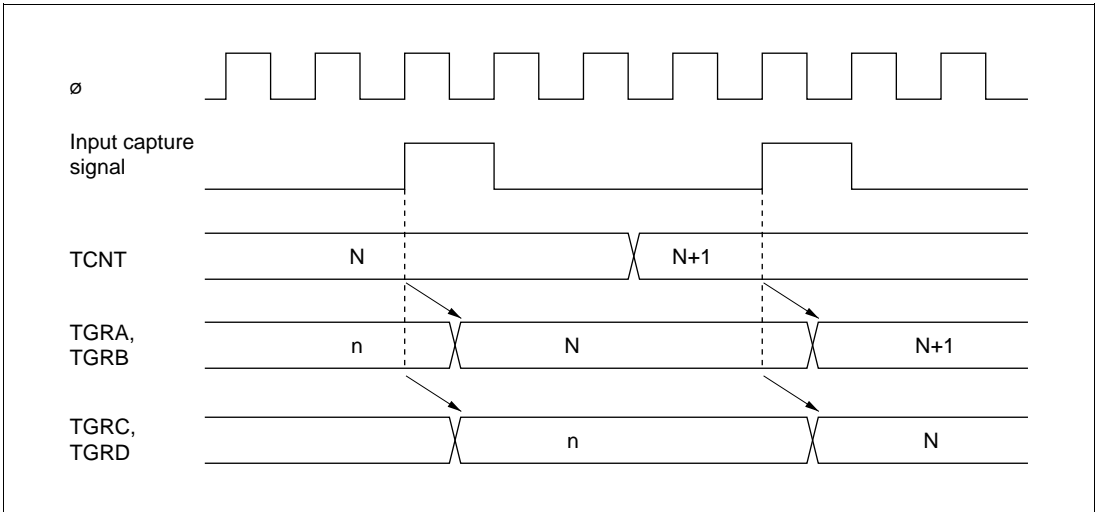 ø
Input capture
signal
TCNT
N
N+1
TGRA,
TGRB
n
N
N+1
TGRC,
TGRD
n
N